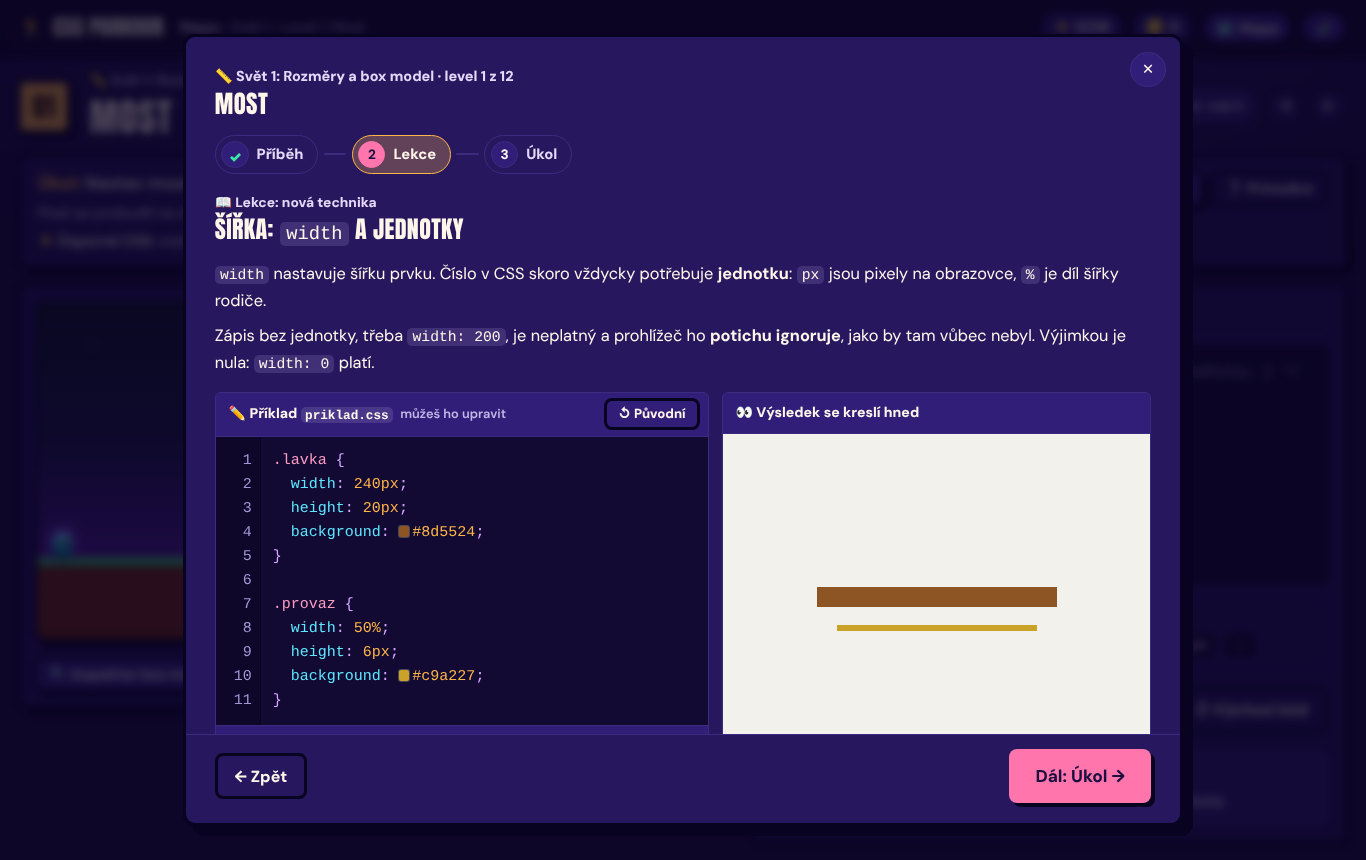 📏 Svět 1: Rozměry a box model · level 1 z 12
MOST
✔ Příběh
2 Lekce
3 Úkol
📖 Lekce: nová technika
ŠÍŘKA: width A JEDNOTKY
width nastavuje šířku prvku. Číslo v CSS skoro vždycky potřebuje jednotku: px jsou pixely na obrazovce, % je díl šířky
rodiče.
Zápis bez jednotky, třeba width: 200, je neplatný a prohlížeč ho potichu ignoruje, jako by tam vůbec nebyl. Výjimkou je
nula: width: 0 platí.
✏️ Příklad priklad.css můžeš ho upravit
↺ Původní
👀 Výsledek se kreslí hned
1 .lavka {
2 width: 240px;
3 height: 20px;
4 background: #8d5524;
5 }
6
7 .provaz {
8 width: 50%;
9 height: 6px;
10 background: #c9a227;
11 }
← Zpět
Dál: Úkol →